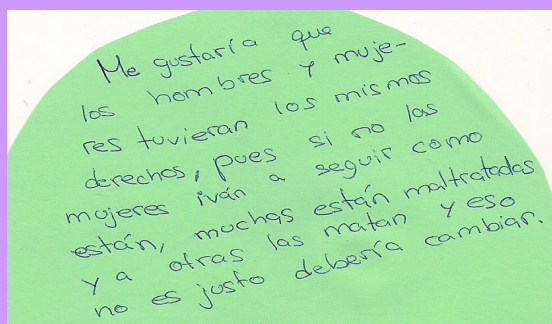 Me gustaría que
los hombres y muje-
res tuvieran los mismos
derechos, pues si no las
mujeres iván a seguir como
están, muchas están maltratadas
y a otras las matan y eso
no es justo debería cambiar.